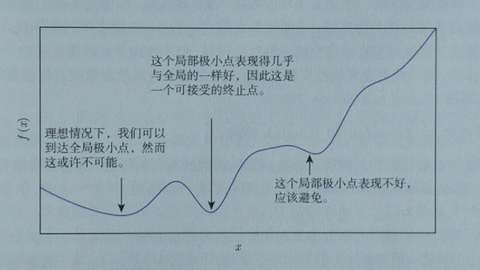 这个局部极小点表现得几乎
与全局的一样好，因此这是
一个可接受的终止点。
理想情况下，我们可以
到达全局极小点，然而
这或许不可能。
这个局部极小点表现不好，
应该避免。
f(x)
x